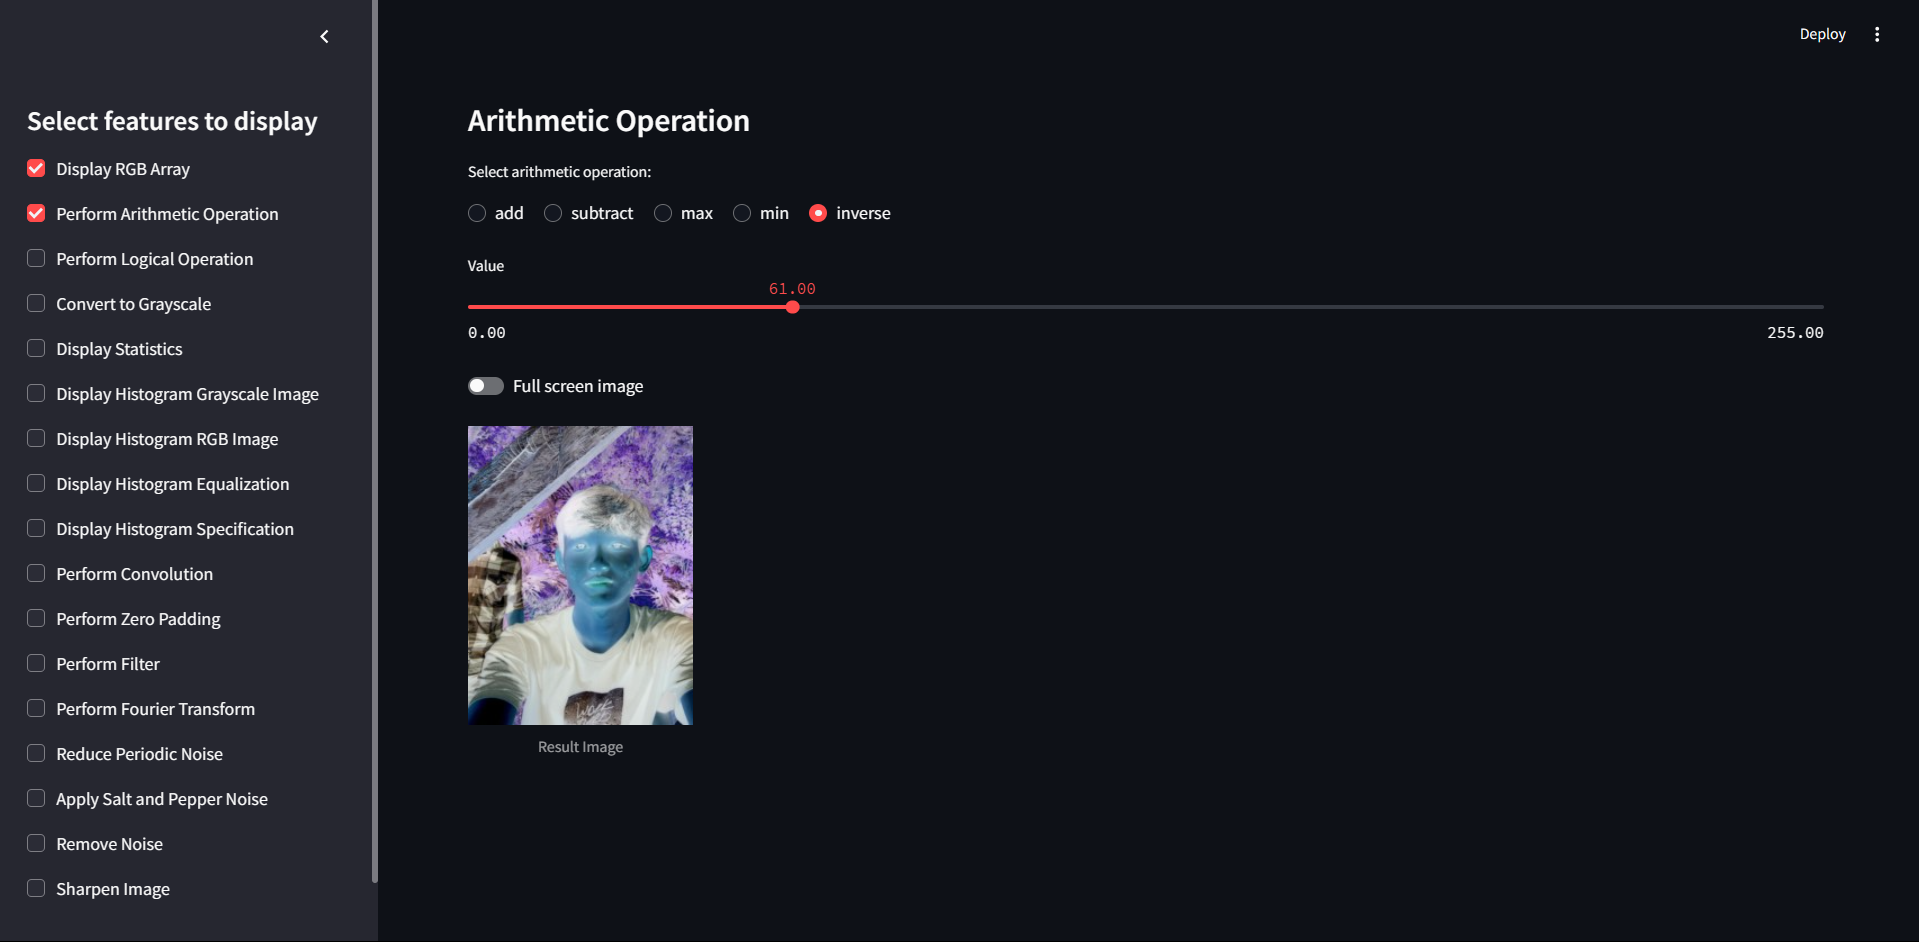 Deploy
Select features to display
Display RGB Array
Perform Arithmetic Operation
Perform Logical Operation
Convert to Grayscale
Display Statistics
Display Histogram Grayscale Image
Display Histogram RGB Image
Display Histogram Equalization
Display Histogram Specification
Perform Convolution
Perform Zero Padding
Perform Filter
Perform Fourier Transform
Reduce Periodic Noise
Apply Salt and Pepper Noise
Remove Noise
Sharpen Image
Arithmetic Operation
Select arithmetic operation:
add subtract max min inverse
Value
61.00
0.00 255.00
Full screen image
Result Image